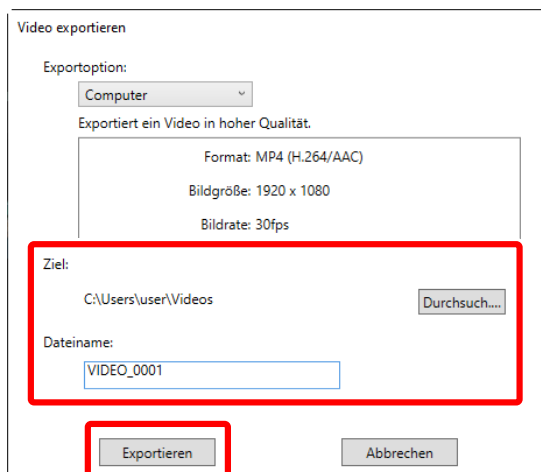 Video exportieren
Exportoption:
Computer
Exportiert ein Video in hoher Qualität.
Format: MP4 (H.264/AAC)
Bildgröße: 1920 x 1080
Bildrate: 30fps
Ziel:
C:\Users\user\Videos Durchsuch....
Dateiname:
VIDEO_0001
Exportieren Abbrechen